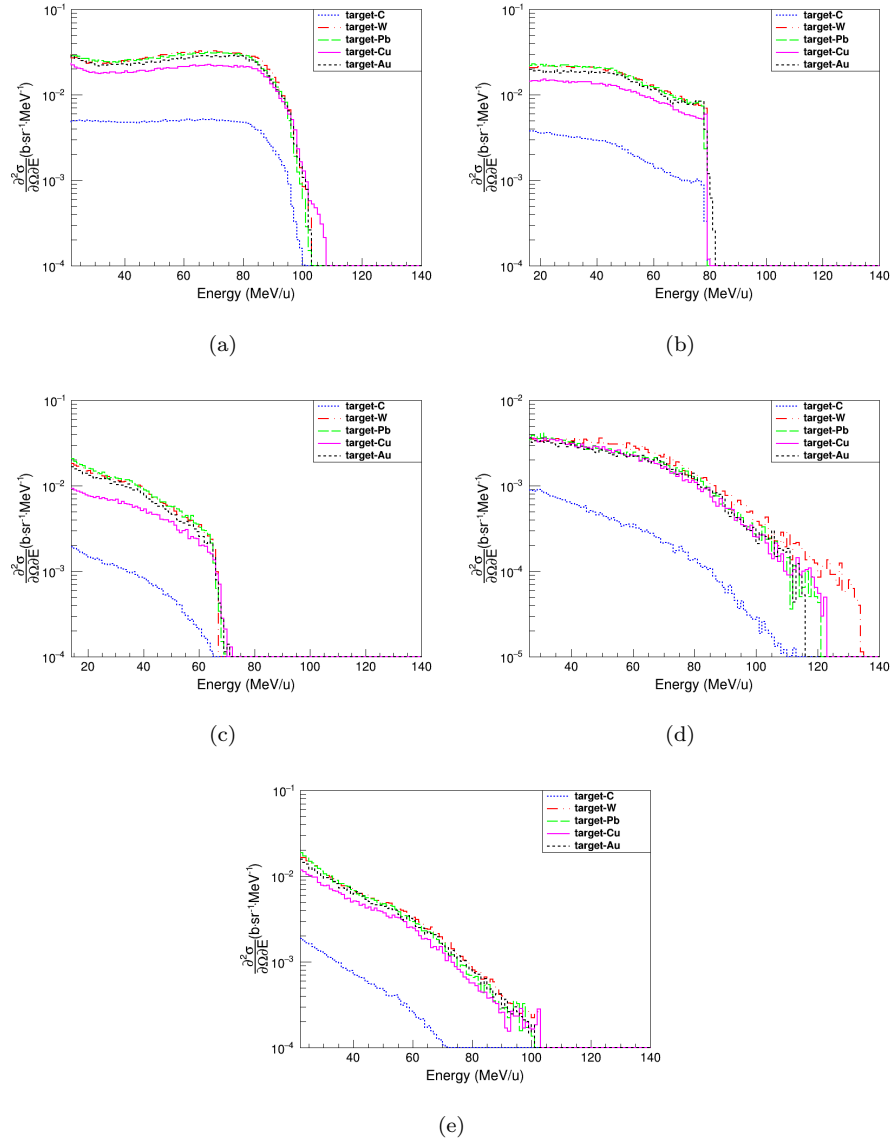 10⁻¹
10⁻²
10⁻³
10⁻⁴
∂²σ/∂Ω∂E (b·sr⁻¹·MeV⁻¹)
target-C
target-W
target-Pb
target-Cu
target-Au
40 60 80 100 120 140
Energy (MeV/u)
(a)
10⁻¹
10⁻²
10⁻³
10⁻⁴
∂²σ/∂Ω∂E (b·sr⁻¹·MeV⁻¹)
target-C
target-W
target-Pb
target-Cu
target-Au
20 40 60 80 100 120 140
Energy (MeV/u)
(b)
10⁻¹
10⁻²
10⁻³
10⁻⁴
∂²σ/∂Ω∂E (b·sr⁻¹·MeV⁻¹)
target-C
target-W
target-Pb
target-Cu
target-Au
20 40 60 80 100 120 140
Energy (MeV/u)
(c)
10⁻²
10⁻³
10⁻⁴
10⁻⁵
∂²σ/∂Ω∂E (b·sr⁻¹·MeV⁻¹)
target-C
target-W
target-Pb
target-Cu
target-Au
40 60 80 100 120 140
Energy (MeV/u)
(d)
10⁻¹
10⁻²
10⁻³
10⁻⁴
∂²σ/∂Ω∂E (b·sr⁻¹·MeV⁻¹)
target-C
target-W
target-Pb
target-Cu
target-Au
40 60 80 100 120 140
Energy (MeV/u)
(e)